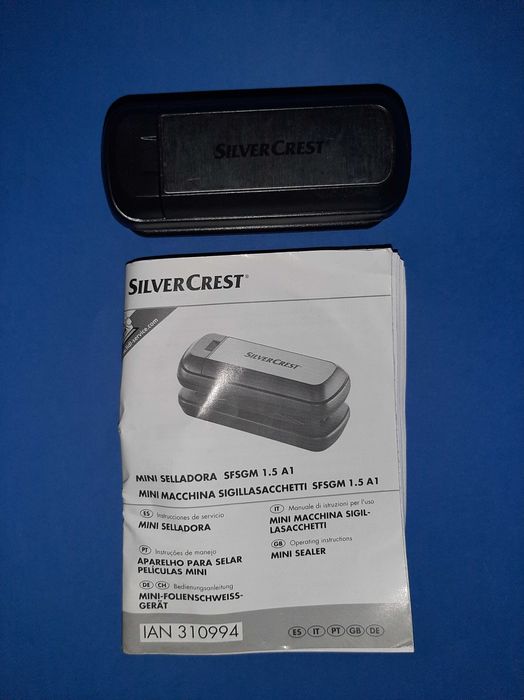 SILVERCREST®
SILVERCREST®
SILVERCREST
MINI SELLADORA SFSGM 1.5 A1
MINI MACCHINA SIGILLASACCHETTI SFSGM 1.5 A1
ES Instrucciones de servicio
MINI SELLADORA
IT Manuale di istruzioni per l'uso
MINI MACCHINA SIGIL-
LASACCHETTI
PT Instruções de manejo
APARELHO PARA SELAR
PELÍCULAS MINI
GB Operating instructions
MINI SEALER
DE CH Bedienungsanleitung
MINI-FOLIENSCHWEISS-
GERÄT
IAN 310994
ES IT PT GB DE